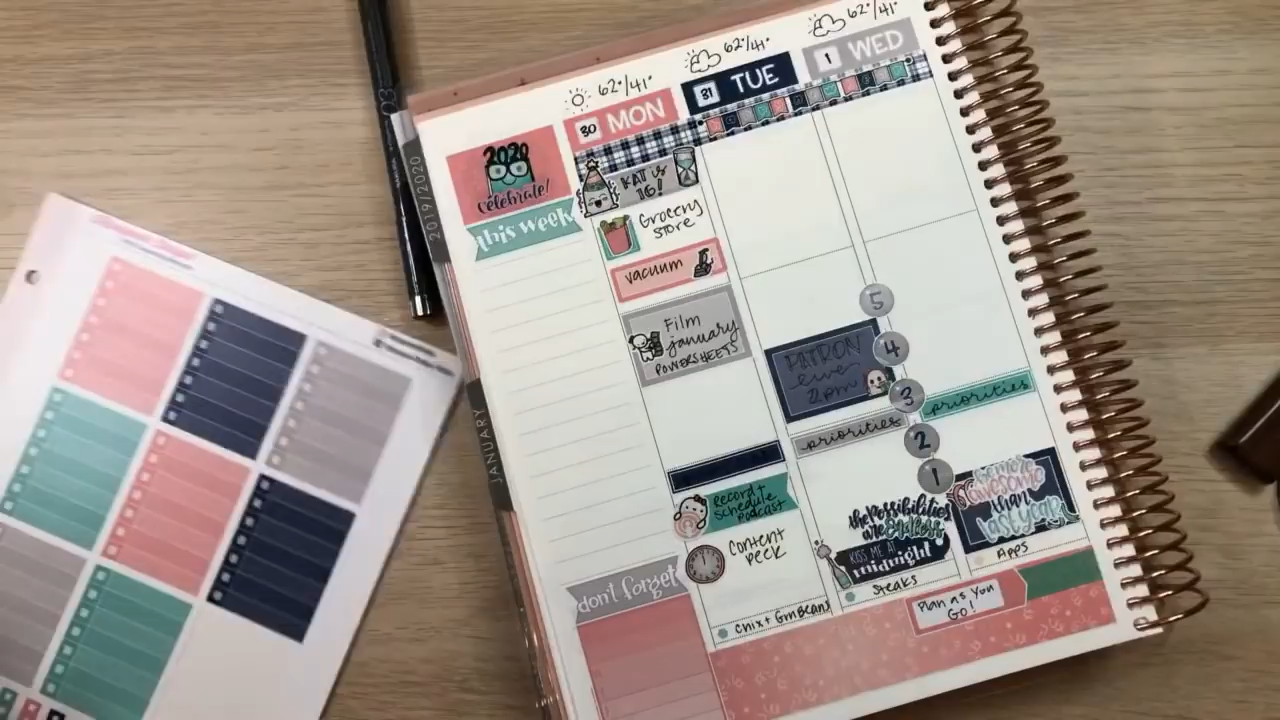 62°/41°
62°/41°
62°/41°
30 MON
31 TUE
1 WED
2020
celebrate!
this week
KAT is
16!
Grocery
store
vacuum
Film
january
POWERSHEETS
PATRON
Live
2pm
5
4
3
2
1
priorities
priorities
Record +
Schedule
Podcast
Content
Peck
the possibilities
are endless
KISS ME AT
midnight
be more
awesome
than
last year
don't forget
Chix + GrnBeans
Steaks
Apps
Plan as You
Go!
2019/2020
JANUARY